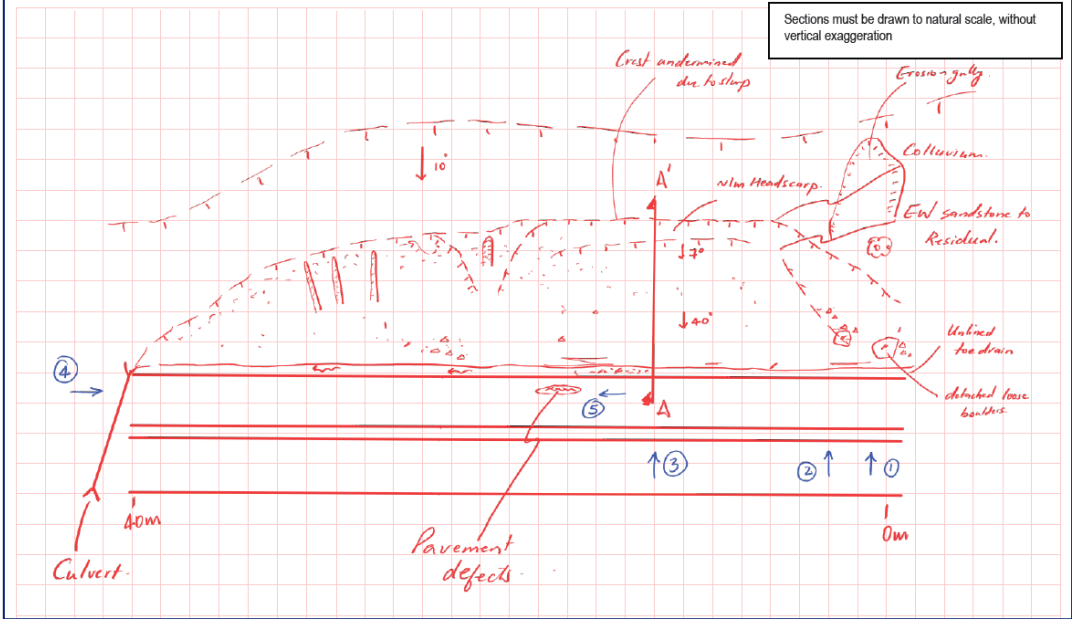 Sections must be drawn to natural scale, without
vertical exaggeration
Crest undermined
due to slump
Erosion gully.
10°
Colluvium.
A'
Headscarp.
EW sandstone to
Residual.
7°
40°
Unlined
toe drain
4
5
A
detached loose
boulders.
3
2
1
40m
0m
Culvert.
Pavement
defects.